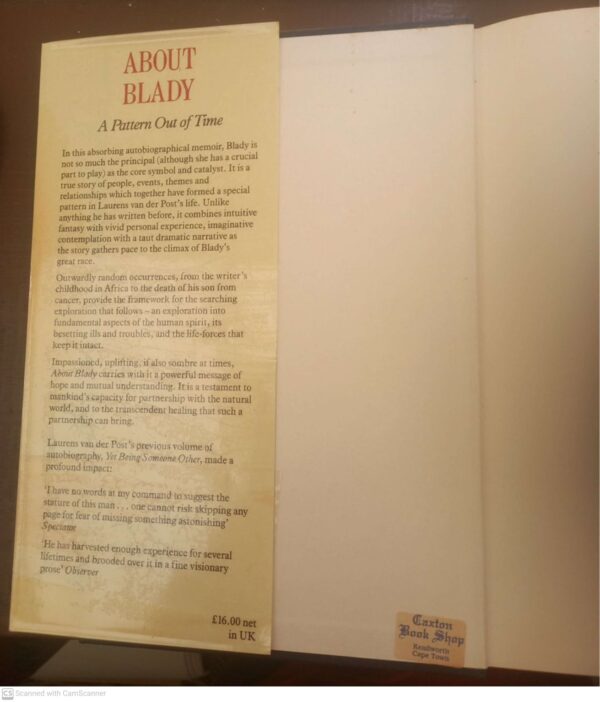 ABOUT
BLADY
A Pattern Out of Time
In this absorbing autobiographical memoir, Blady is
not so much the principal (although she has a crucial
part to play) as the core symbol and catalyst. It is a
true story of people, events, themes and
relationships which together have formed a special
pattern in Laurens van der Post's life. Unlike
anything he has written before, it combines intuitive
fantasy with vivid personal experience, imaginative
contemplation with a taut dramatic narrative as
the story gathers pace to the climax of Blady's
great race.
Outwardly random occurrences, from the writer's
childhood in Africa to the death of his son from
cancer, provide the framework for the searching
exploration that follows – an exploration into
fundamental aspects of the human spirit, its
besetting ills and troubles, and the life-forces that
keep it intact.
Impassioned, uplifting, if also sombre at times,
About Blady carries with it a powerful message of
hope and mutual understanding. It is a testament to
mankind's capacity for partnership with the natural
world, and to the transcendent healing that such a
partnership can bring.
Laurens van der Post's previous volume of
autobiography, Yet Being Someone Other, made a
profound impact:
'I have no words at my command to suggest the
stature of this man . . . one cannot risk skipping any
page for fear of missing something astonishing'
Spectator
'He has harvested enough experience for several
lifetimes and brooded over it in a fine visionary
prose' Observer
£16.00 net
in UK
Caxton
Book Shop
Kenilworth
Cape Town
CS Scanned with CamScanner